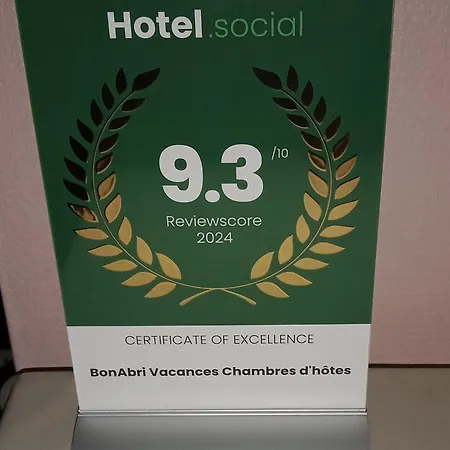 Hotel.social
9.3 /10
Reviewscore
2024
CERTIFICATE OF EXCELLENCE
BonAbri Vacances Chambres d'hôtes